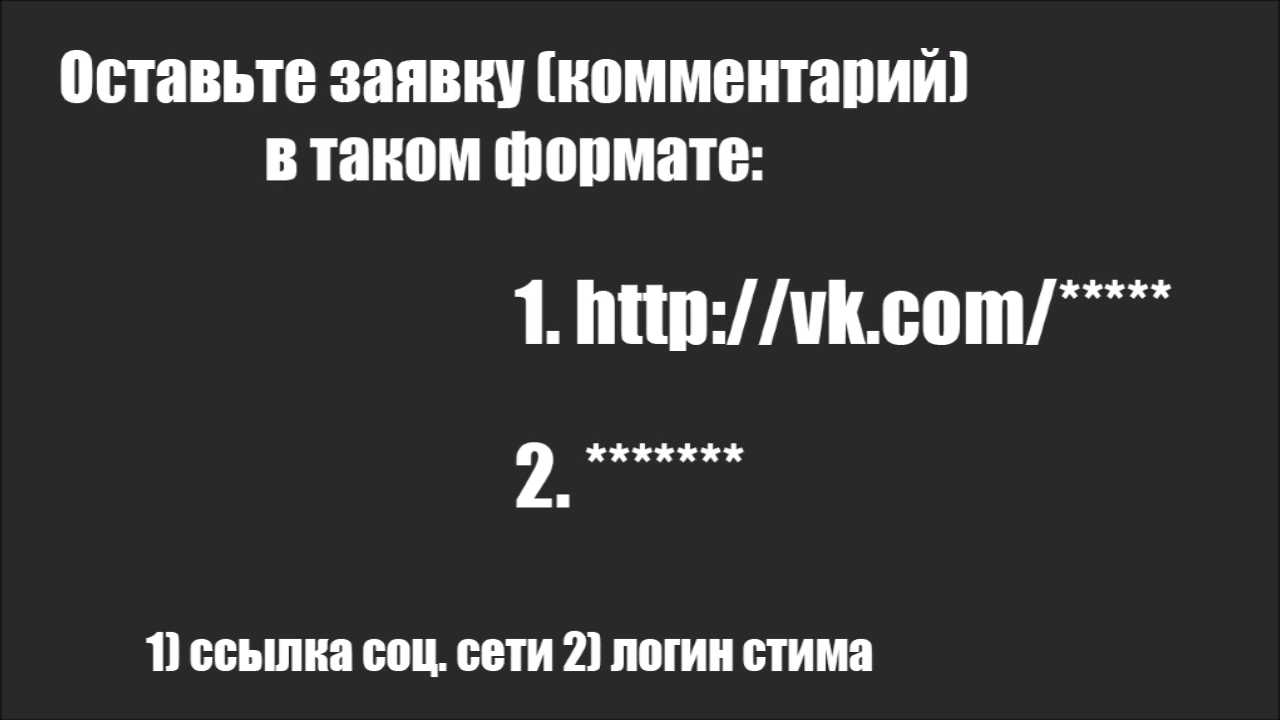 Оставьте заявку (комментарий)
в таком формате:
1. http://vk.com/*****
2. *******
1) ссылка соц. сети 2) логин стима